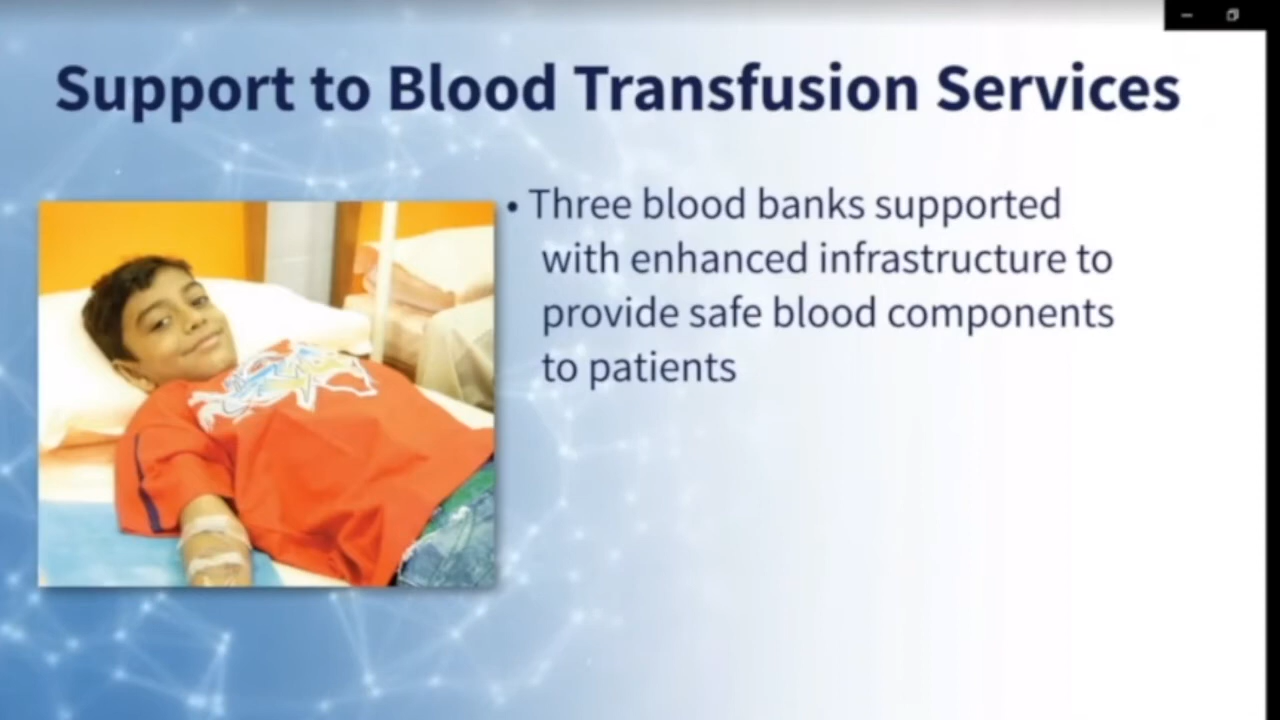 Support to Blood Transfusion Services
• Three blood banks supported
with enhanced infrastructure to
provide safe blood components
to patients